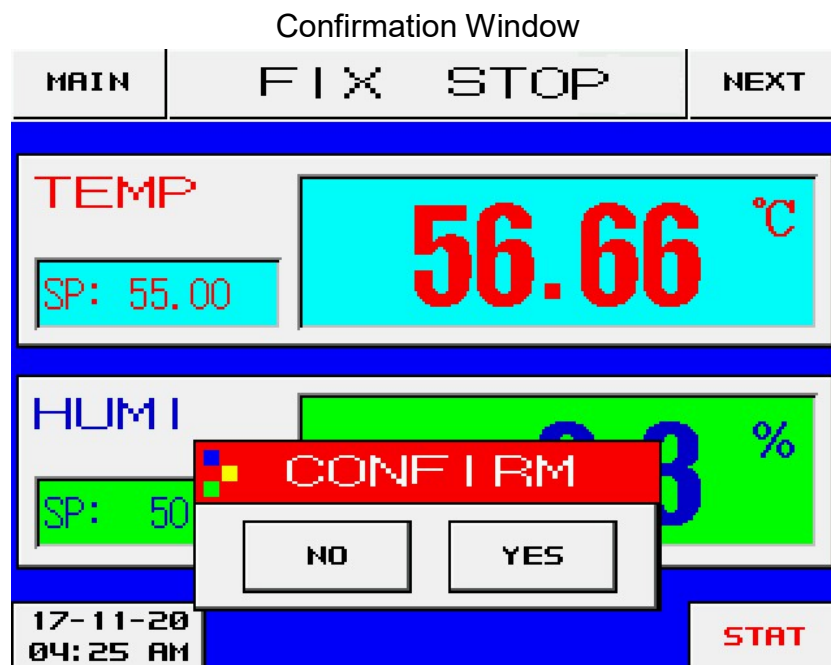 Confirmation Window
MAIN FIX STOP NEXT
TEMP
56.66 °C
SP: 55.00
HUMI
%
SP: 50
CONFIRM
NO YES
17-11-20
04:25 AM
STAT